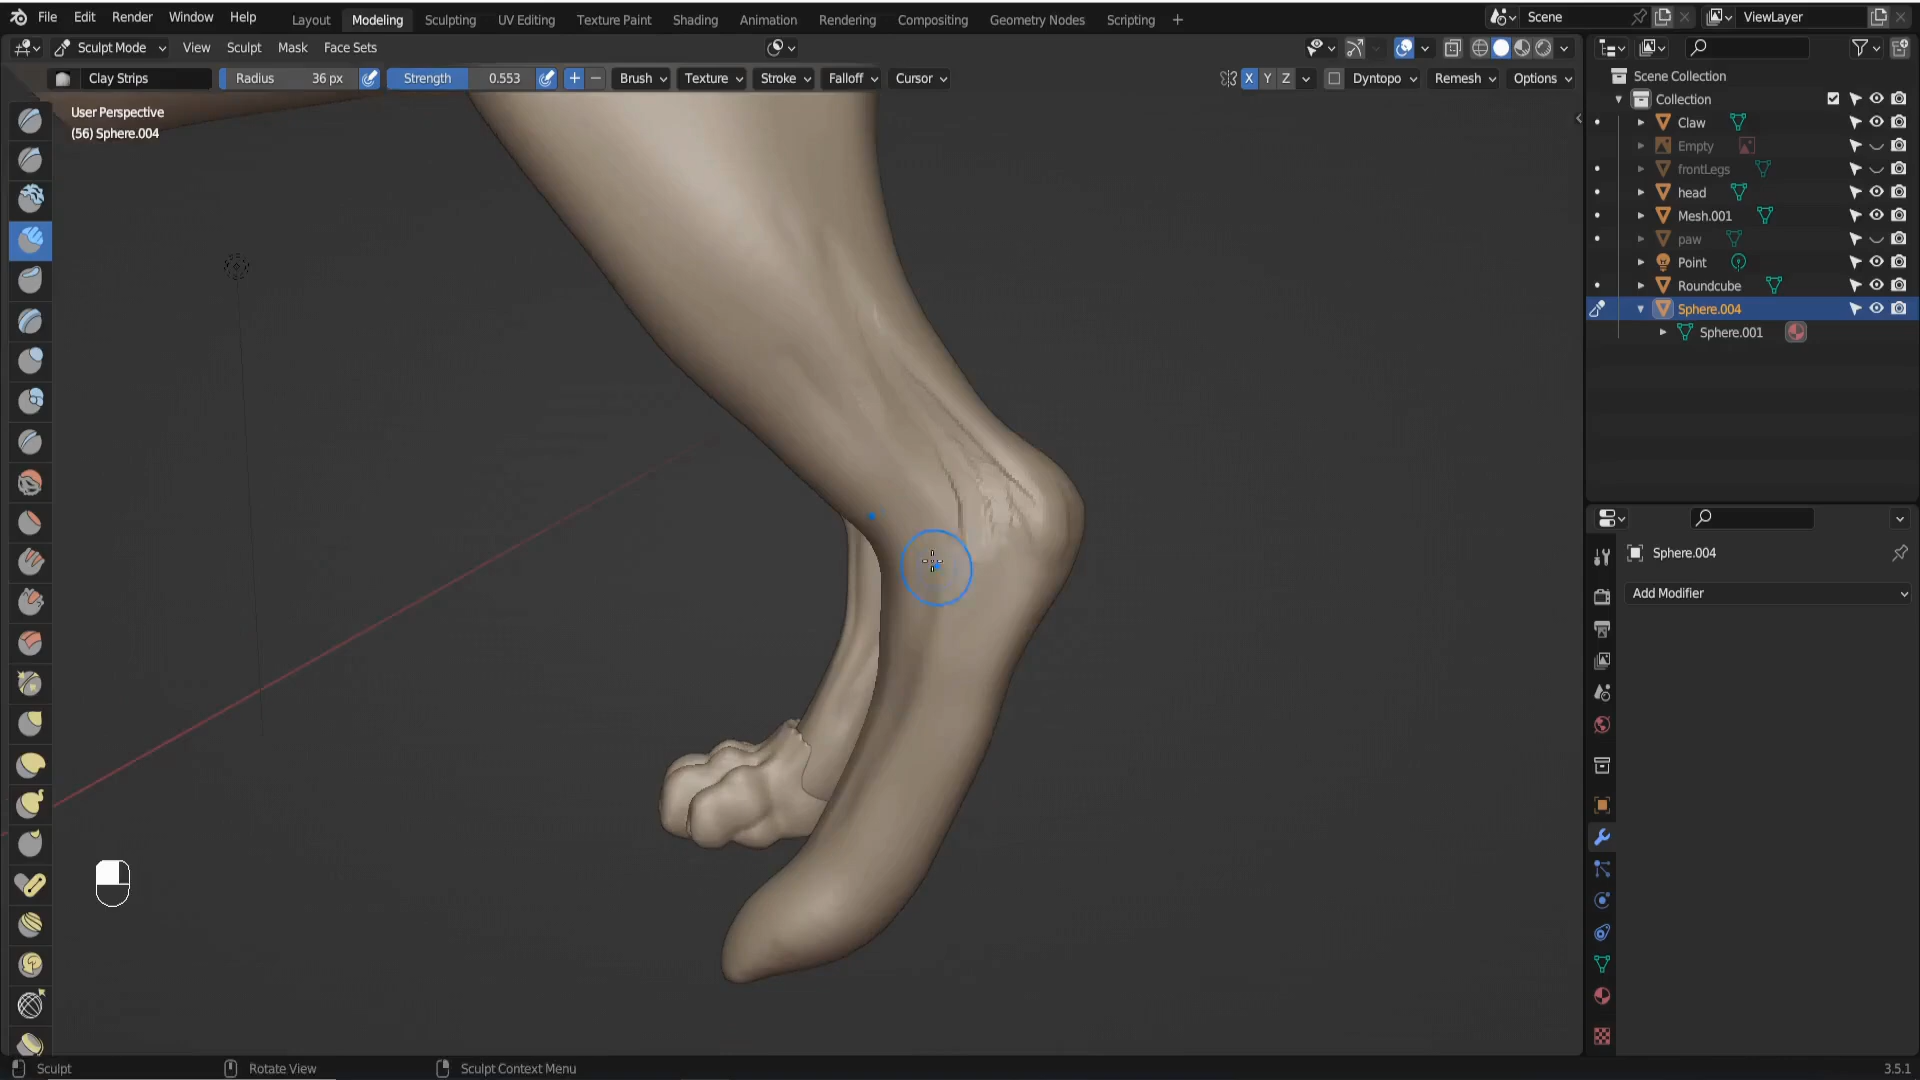 File Edit Render Window Help Layout Modeling Sculpting UV Editing Texture Paint Shading Animation Rendering Compositing Geometry Nodes Scripting + Scene ViewLayer
Sculpt Mode View Sculpt Mask Face Sets
Clay Strips Radius 36 px Strength 0.553 + − Brush Texture Stroke Falloff Cursor X Y Z Dyntopo Remesh Options
User Perspective
(56) Sphere.004
Scene Collection
Collection
Claw
Empty
frontLegs
head
Mesh.001
paw
Point
Roundcube
Sphere.004
Sphere.001
Sphere.004
Add Modifier
Sculpt Rotate View Sculpt Context Menu 3.5.1